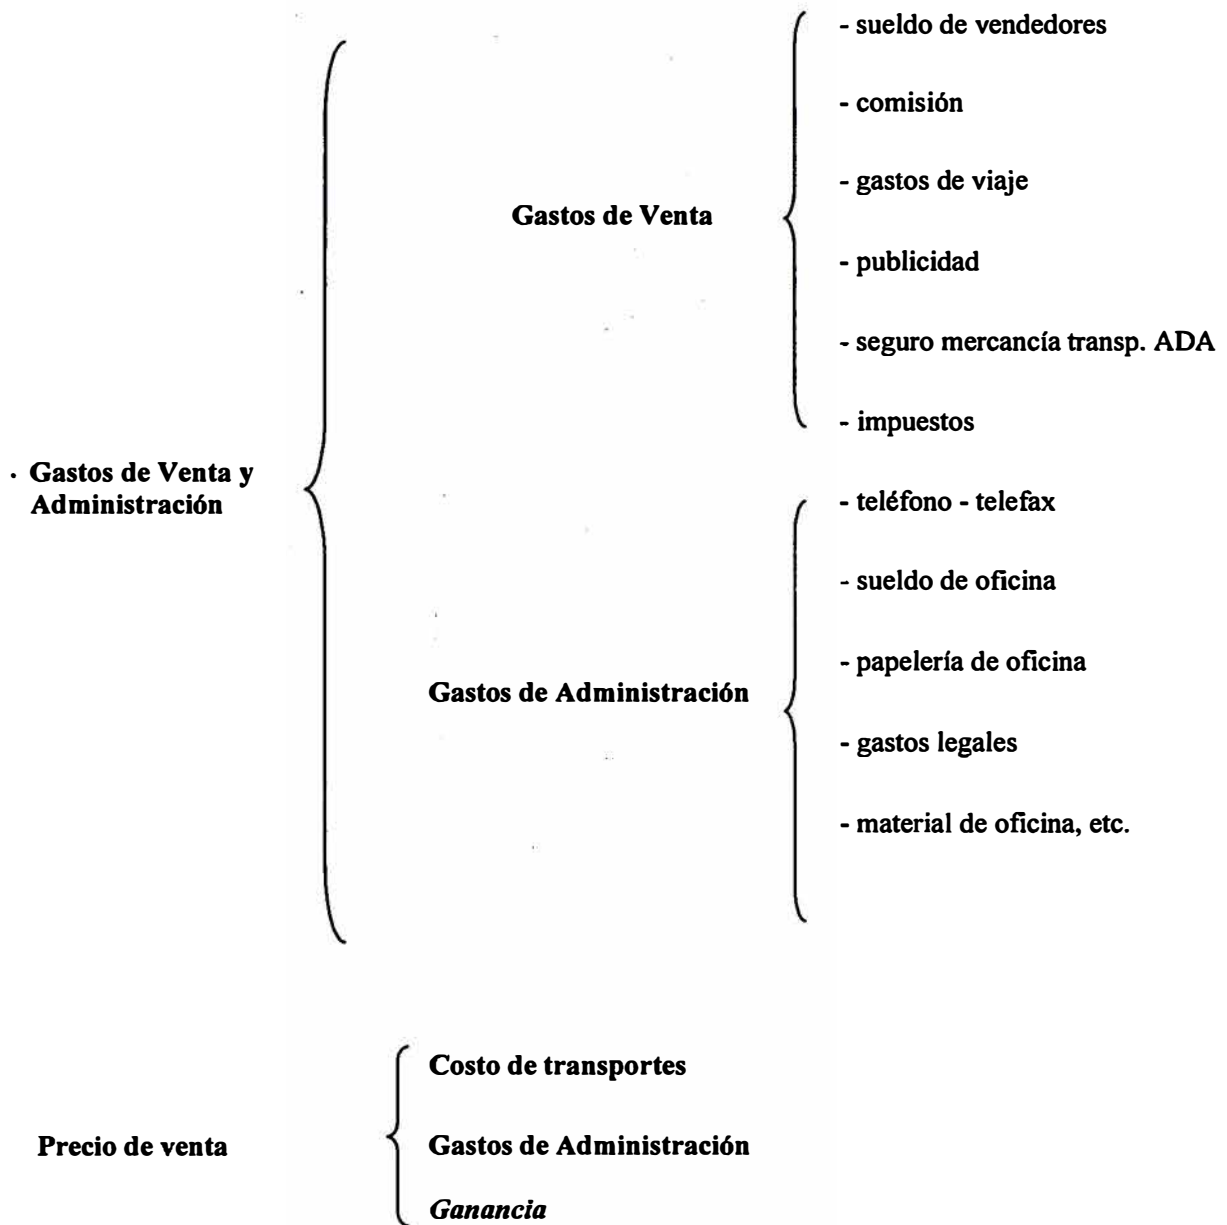 - sueldo de vendedores
- comisión
- gastos de viaje
Gastos de Venta
- publicidad
- seguro mercancía transp. ADA
- impuestos
· Gastos de Venta y
Administración
- teléfono - telefax
- sueldo de oficina
- papelería de oficina
Gastos de Administración
- gastos legales
- material de oficina, etc.
Costo de transportes
Precio de venta
Gastos de Administración
Ganancia